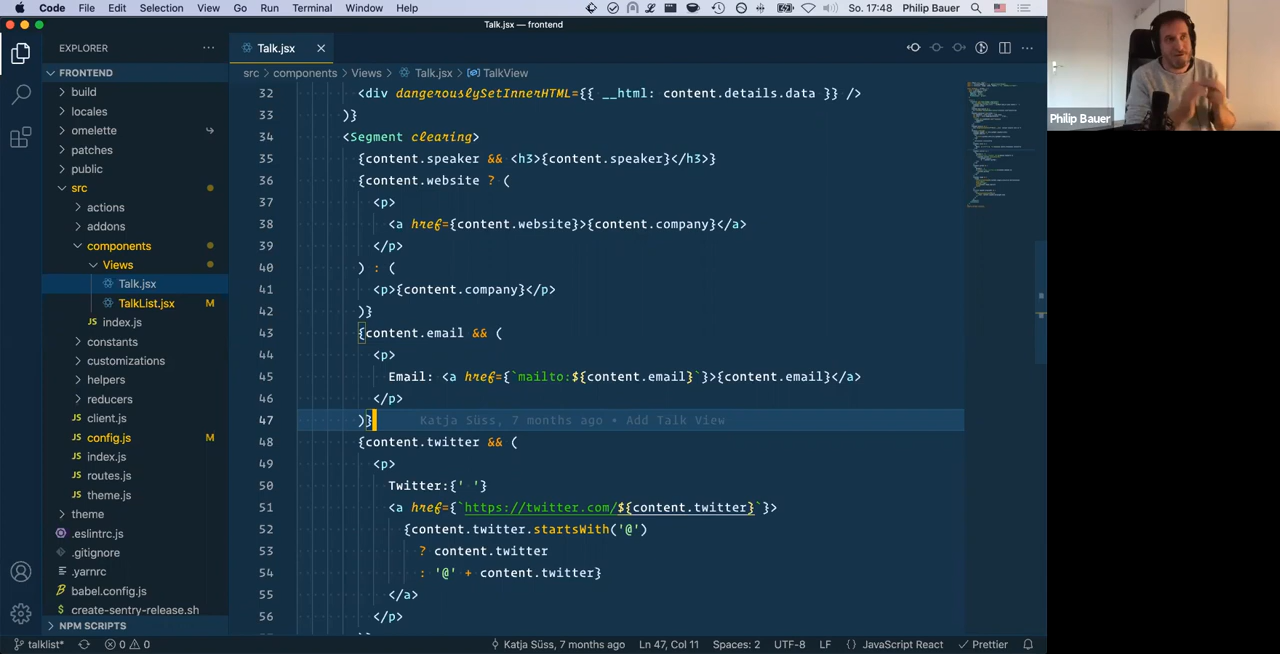 Code File Edit Selection View Go Run Terminal Window Help So. 17:48 Philip Bauer
Talk.jsx — frontend
EXPLORER
Talk.jsx
FRONTEND
src > components > Views > Talk.jsx > TalkView
build
locales
omelette
patches
public
src
actions
addons
components
Views
Talk.jsx
TalkList.jsx M
JS index.js
constants
customizations
helpers
reducers
JS client.js
JS config.js M
JS index.js
JS routes.js
JS theme.js
theme
.eslintrc.js
.gitignore
.yarnrc
babel.config.js
$ create-sentry-release.sh
NPM SCRIPTS
32 <div dangerouslySetInnerHTML={{ __html: content.details.data }} />
33 )}
34 <Segment clearing>
35 {content.speaker && <h3>{content.speaker}</h3>}
36 {content.website ? (
37 <p>
38 <a href={content.website}>{content.company}</a>
39 </p>
40 ) : (
41 <p>{content.company}</p>
42 )}
43 {content.email && (
44 <p>
45 Email: <a href={`mailto:${content.email}`}>{content.email}</a>
46 </p>
47 )} Katja Süss, 7 months ago • Add Talk View
48 {content.twitter && (
49 <p>
50 Twitter:{' '}
51 <a href={`https://twitter.com/${content.twitter}`}>
52 {content.twitter.startsWith('@')
53 ? content.twitter
54 : '@' + content.twitter}
55 </a>
56 </p>
Philip Bauer
talklist* 0 0 Katja Süss, 7 months ago Ln 47, Col 11 Spaces: 2 UTF-8 LF {} JavaScript React Prettier